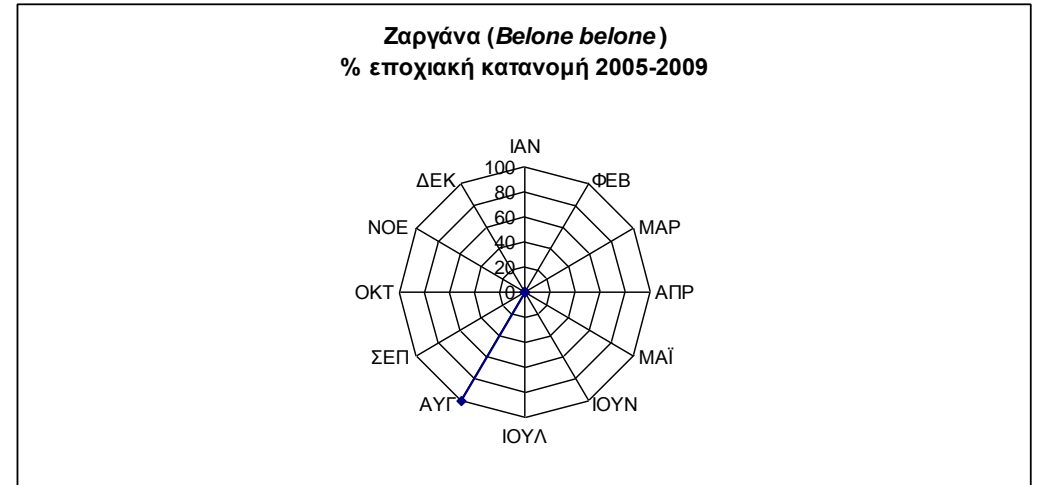 Ζαργάνα (Belone belone)
% εποχιακή κατανομή 2005-2009
ΙΑΝ
ΦΕΒ
ΜΑΡ
ΑΠΡ
ΜΑΪ
ΙΟΥΝ
ΙΟΥΛ
ΑΥΓ
ΣΕΠ
ΟΚΤ
ΝΟΕ
ΔΕΚ
100
80
60
40
20
0